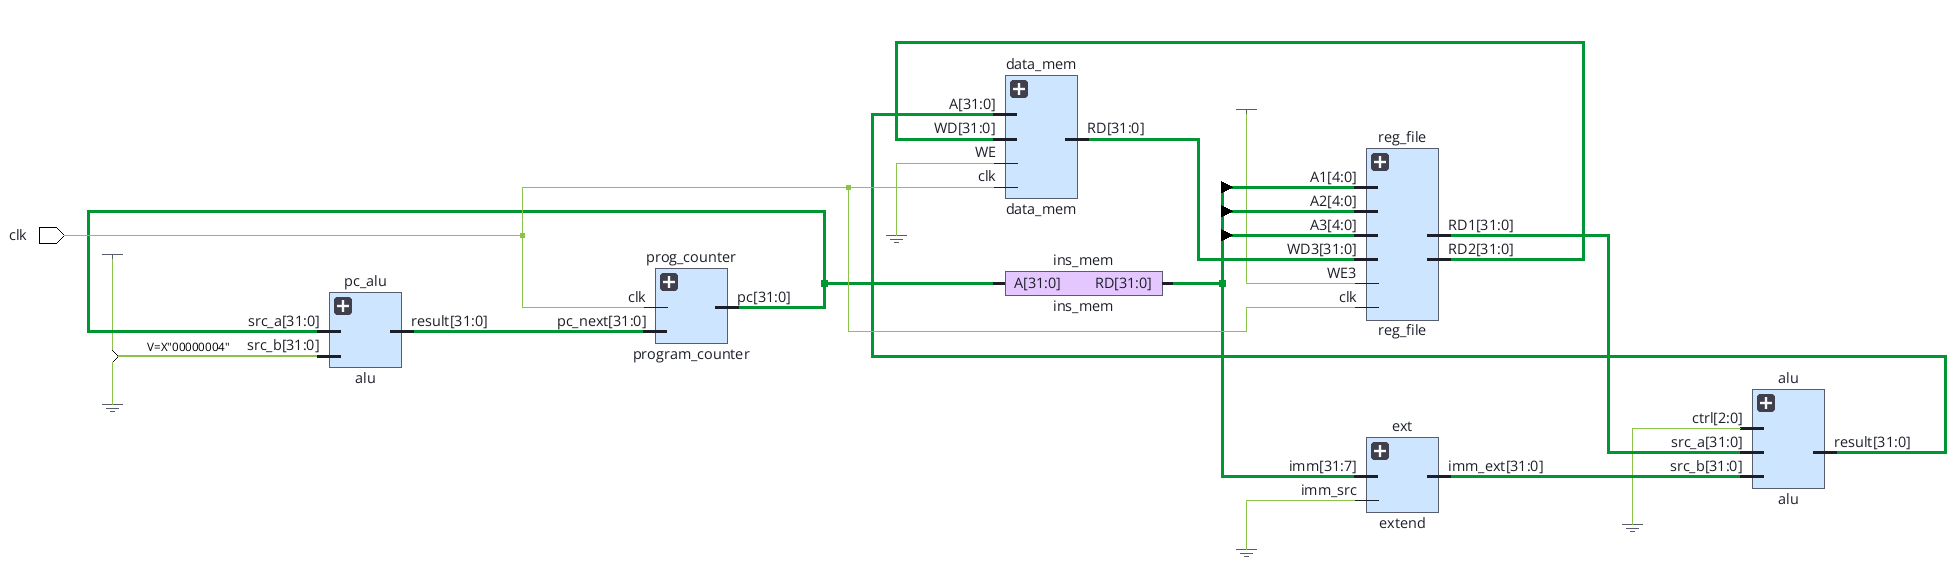 clk
pc_alu
src_a[31:0]
result[31:0]
V=X"00000004"
src_b[31:0]
alu
prog_counter
clk
pc[31:0]
pc_next[31:0]
program_counter
data_mem
A[31:0]
WD[31:0]
RD[31:0]
WE
clk
data_mem
ins_mem
A[31:0]
RD[31:0]
ins_mem
reg_file
A1[4:0]
A2[4:0]
A3[4:0]
RD1[31:0]
WD3[31:0]
RD2[31:0]
WE3
clk
reg_file
ext
imm[31:7]
imm_ext[31:0]
imm_src
extend
alu
ctrl[2:0]
src_a[31:0]
result[31:0]
src_b[31:0]
alu